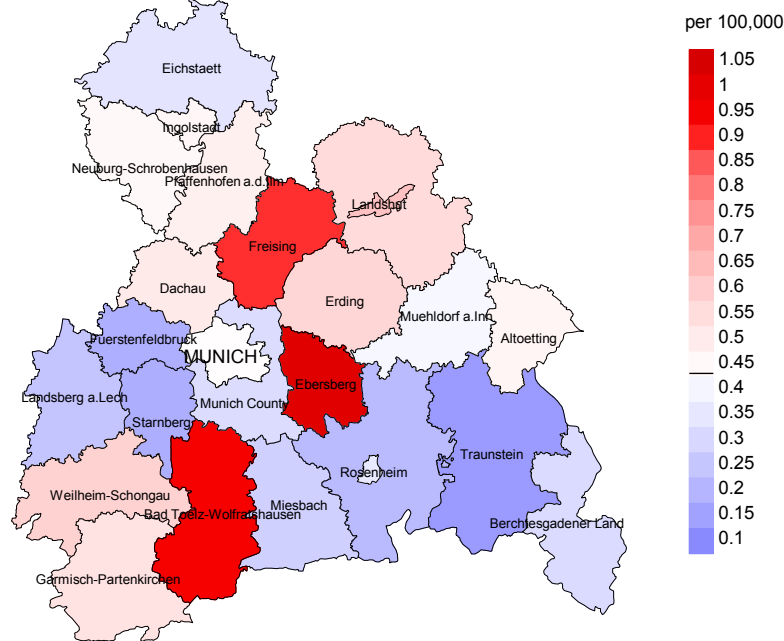 per 100,000
1.05
1
0.95
0.9
0.85
0.8
0.75
0.7
0.65
0.6
0.55
0.5
0.45
0.4
0.35
0.3
0.25
0.2
0.15
0.1
Eichstaett
Ingolstadt
Neuburg-Schrobenhausen
Pfaffenhofen a.d.Ilm
Landshut
Freising
Dachau
Erding
Muehldorf a.Inn
Altoetting
Fuerstenfeldbruck
MUNICH
Ebersberg
Landsberg a.Lech
Munich County
Starnberg
Traunstein
Rosenheim
Weilheim-Schongau
Miesbach
Bad Toelz-Wolfratshausen
Berchtesgadener Land
Garmisch-Partenkirchen